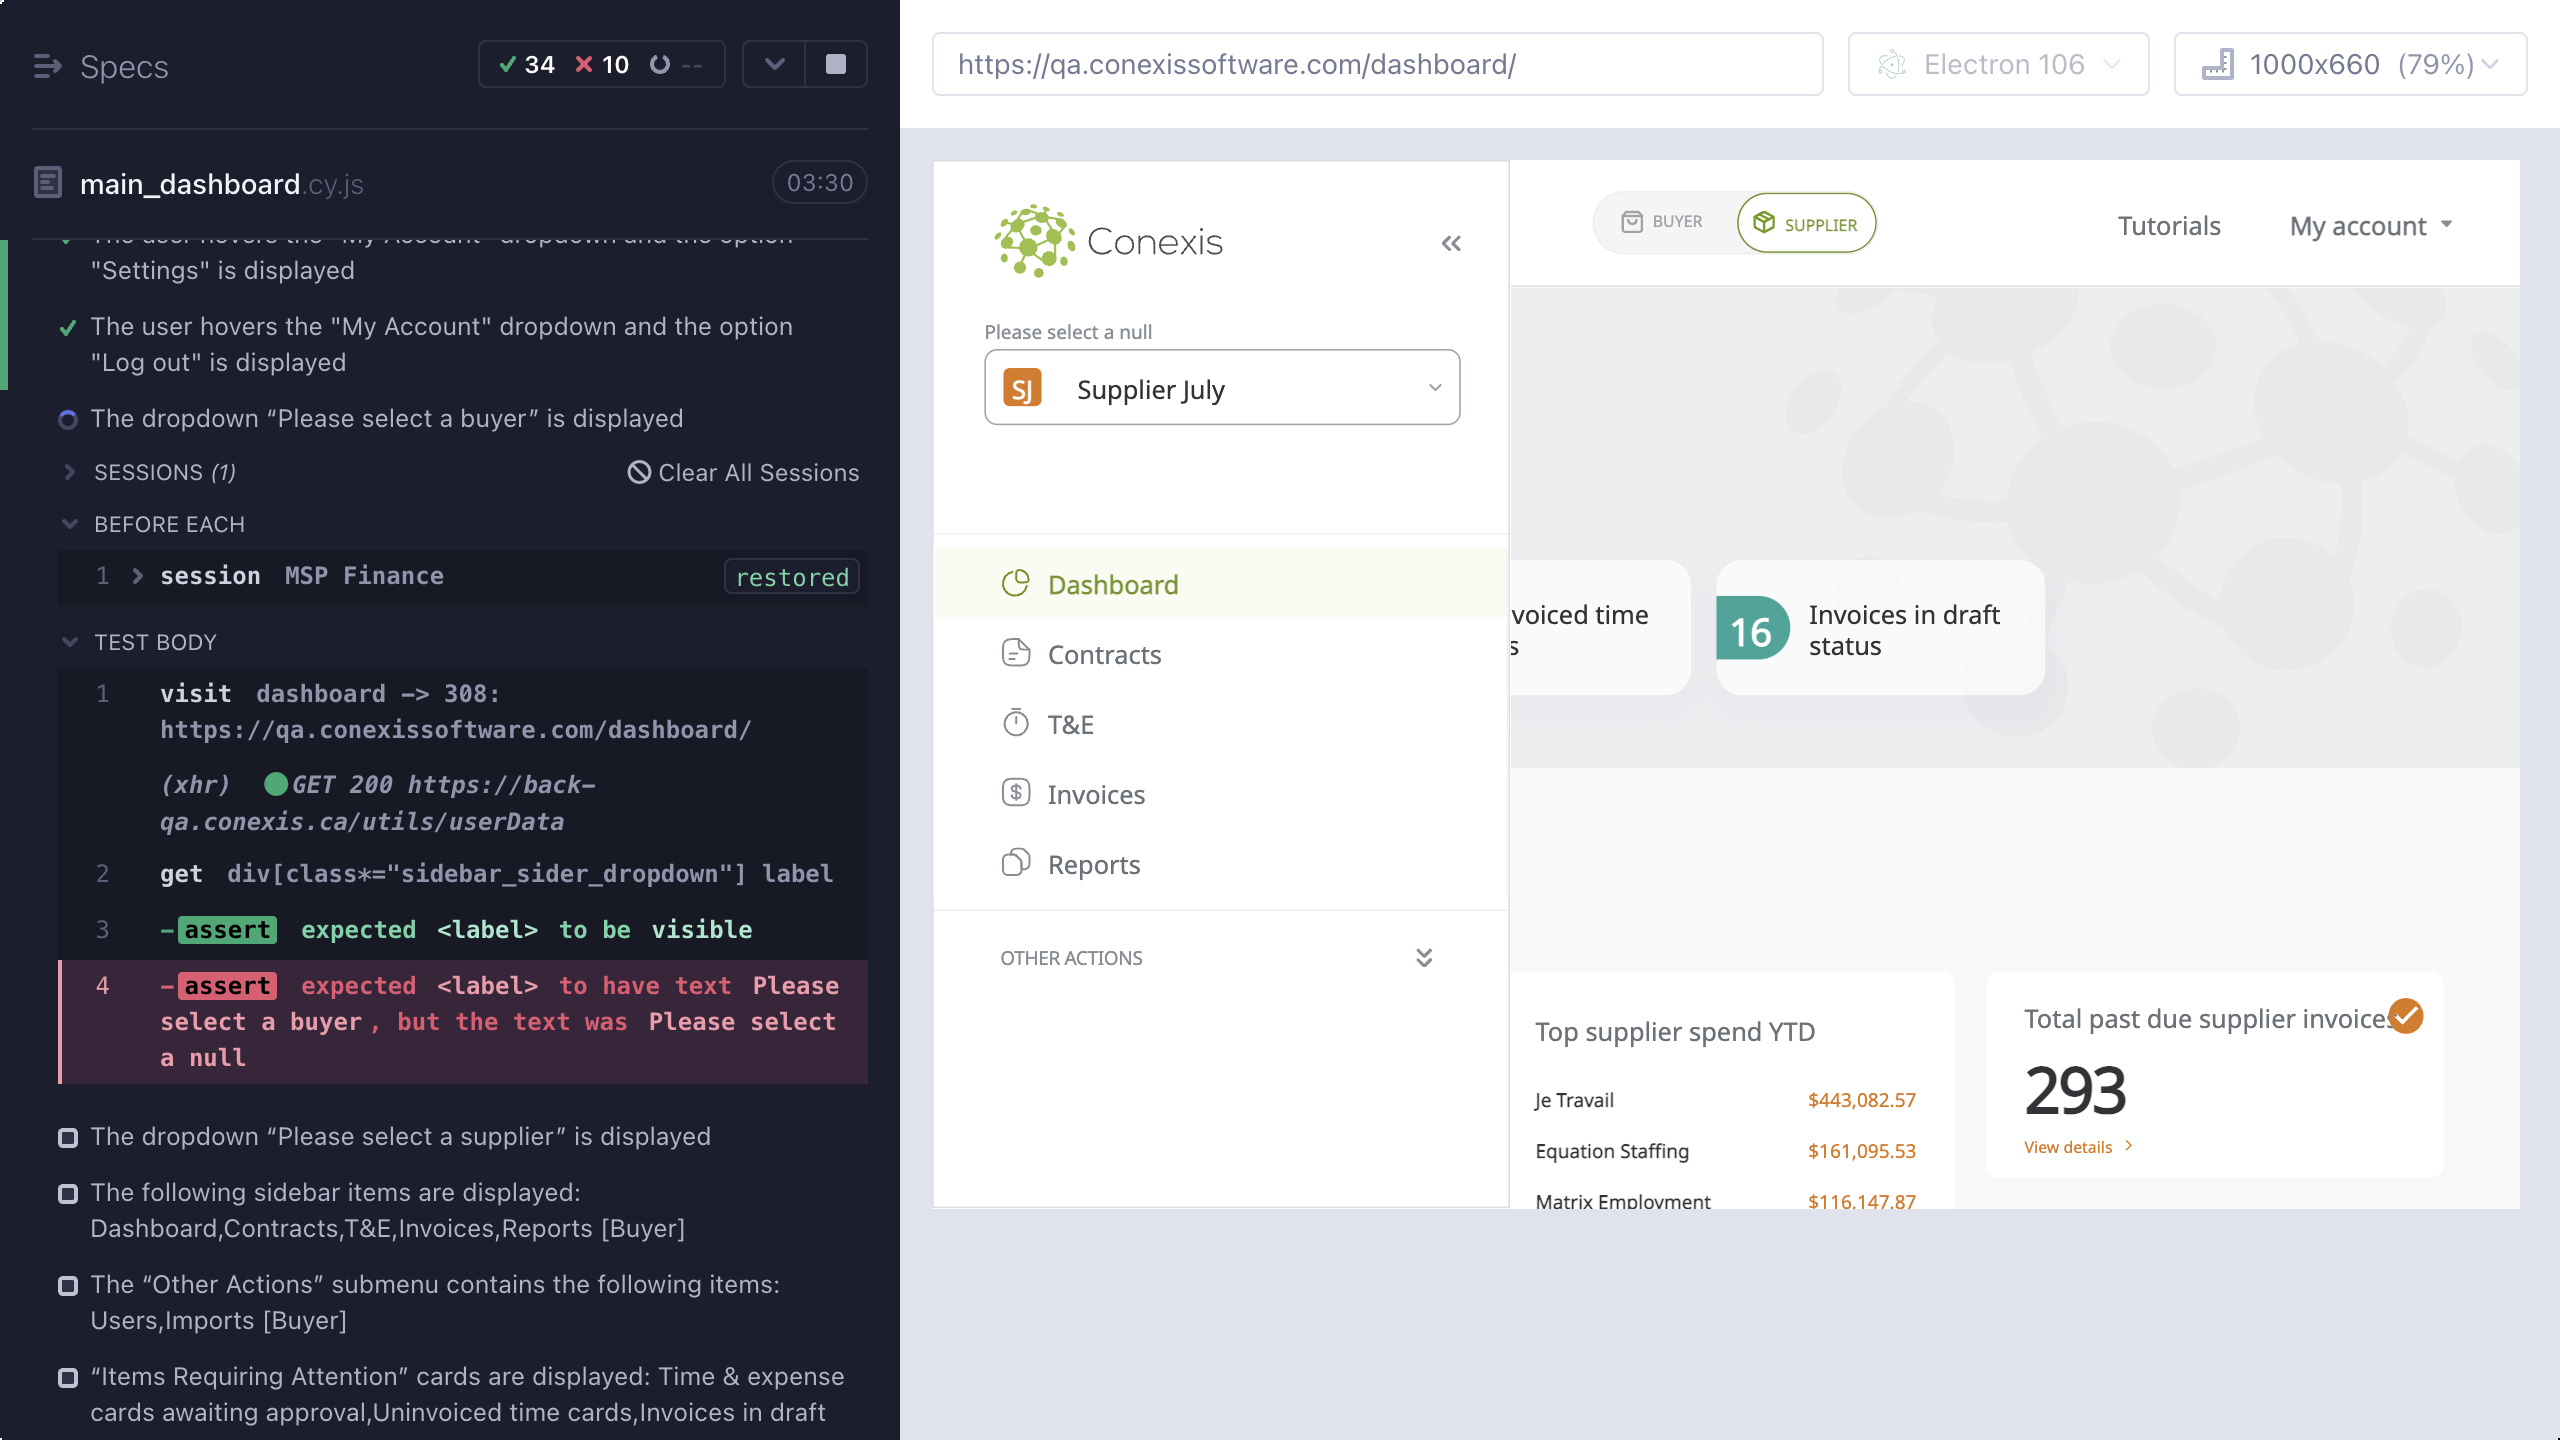 Specs
34 10 --
main_dashboard.cy.js
03:30
The user hovers the "My Account" dropdown and the option
"Settings" is displayed
The user hovers the "My Account" dropdown and the option
"Log out" is displayed
The dropdown “Please select a buyer” is displayed
SESSIONS (1)
Clear All Sessions
BEFORE EACH
1 session MSP Finance restored
TEST BODY
1 visit dashboard -> 308:
https://qa.conexissoftware.com/dashboard/
(xhr) GET 200 https://back-
qa.conexis.ca/utils/userData
2 get div[class*="sidebar_sider_dropdown"] label
3 -assert expected <label> to be visible
4 -assert expected <label> to have text Please
select a buyer, but the text was Please select
a null
The dropdown “Please select a supplier” is displayed
The following sidebar items are displayed:
Dashboard,Contracts,T&E,Invoices,Reports [Buyer]
The “Other Actions” submenu contains the following items:
Users,Imports [Buyer]
“Items Requiring Attention” cards are displayed: Time & expense
cards awaiting approval,Uninvoiced time cards,Invoices in draft
https://qa.conexissoftware.com/dashboard/
Electron 106
1000x660 (79%)
Conexis
Please select a null
SJ Supplier July
Dashboard
Contracts
T&E
Invoices
Reports
OTHER ACTIONS
BUYER
SUPPLIER
Tutorials
My account
voiced time
s
16
Invoices in draft
status
Top supplier spend YTD
Je Travail $443,082.57
Equation Staffing $161,095.53
Matrix Employment $116,147.87
Total past due supplier invoices
293
View details